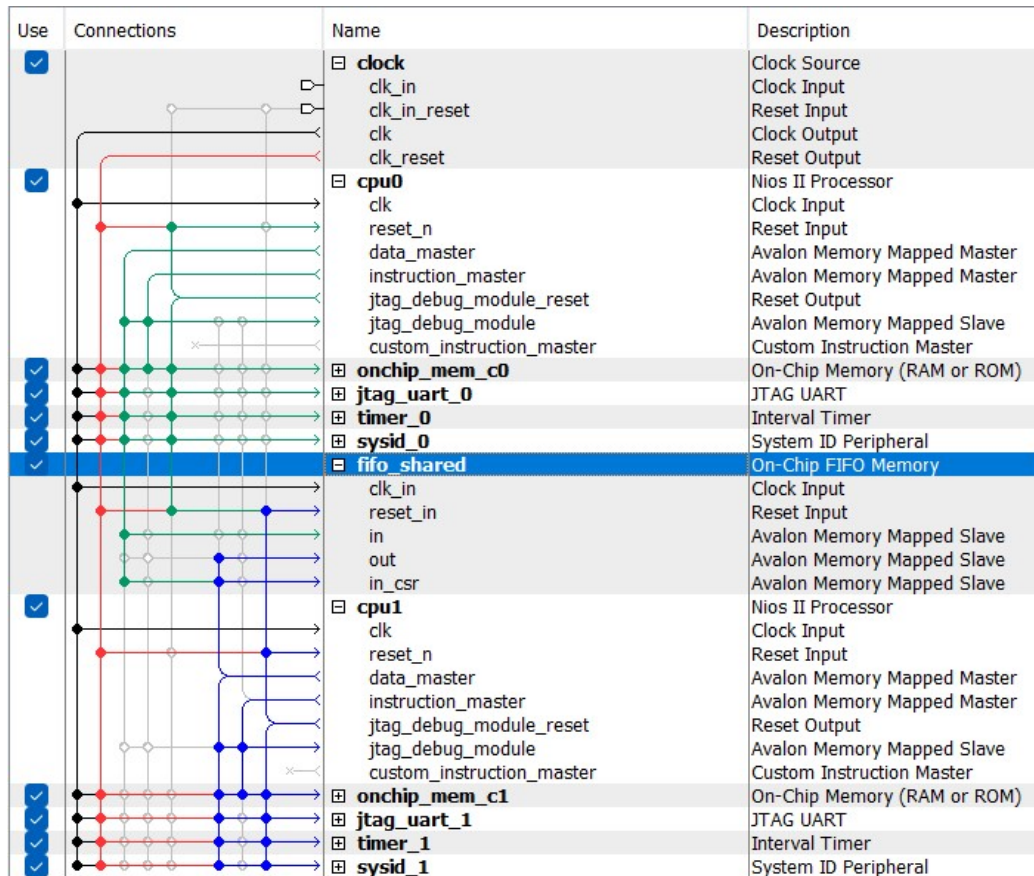 Use Connections Name Description
clock Clock Source
clk_in Clock Input
clk_in_reset Reset Input
clk Clock Output
clk_reset Reset Output
cpu0 Nios II Processor
clk Clock Input
reset_n Reset Input
data_master Avalon Memory Mapped Master
instruction_master Avalon Memory Mapped Master
jtag_debug_module_reset Reset Output
jtag_debug_module Avalon Memory Mapped Slave
custom_instruction_master Custom Instruction Master
onchip_mem_c0 On-Chip Memory (RAM or ROM)
jtag_uart_0 JTAG UART
timer_0 Interval Timer
sysid_0 System ID Peripheral
fifo_shared On-Chip FIFO Memory
clk_in Clock Input
reset_in Reset Input
in Avalon Memory Mapped Slave
out Avalon Memory Mapped Slave
in_csr Avalon Memory Mapped Slave
cpu1 Nios II Processor
clk Clock Input
reset_n Reset Input
data_master Avalon Memory Mapped Master
instruction_master Avalon Memory Mapped Master
jtag_debug_module_reset Reset Output
jtag_debug_module Avalon Memory Mapped Slave
custom_instruction_master Custom Instruction Master
onchip_mem_c1 On-Chip Memory (RAM or ROM)
jtag_uart_1 JTAG UART
timer_1 Interval Timer
sysid_1 System ID Peripheral